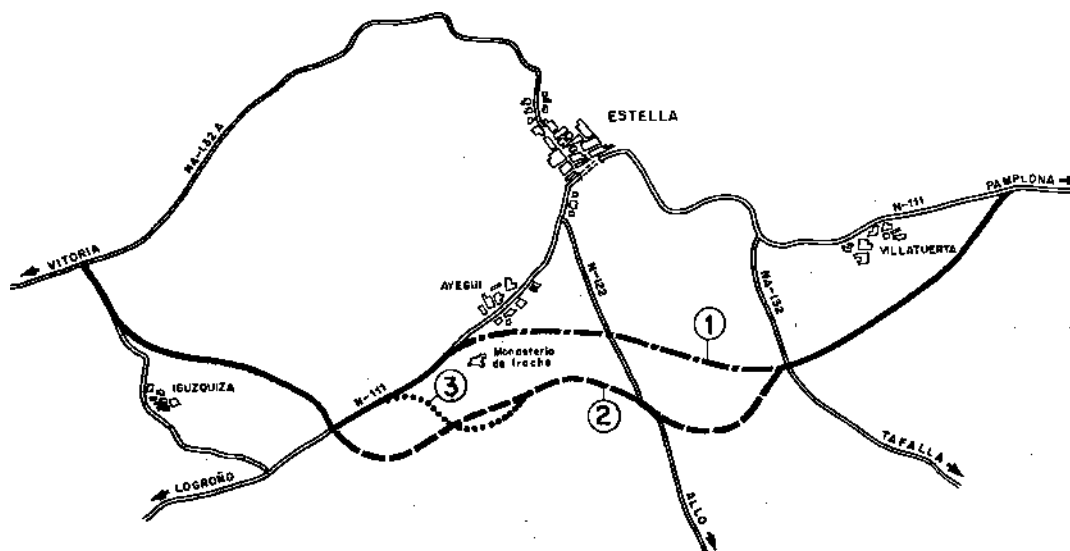 ESTELLA
NA-132A
PAMPLONA
N-111
VILLATUERTA
VITORIA
N-122
NA-132
AYEGUI
1
Monasterio
de Irache
3
IGUZQUIZA
N-111
2
TAFALLA
LOGROÑO
ALLO